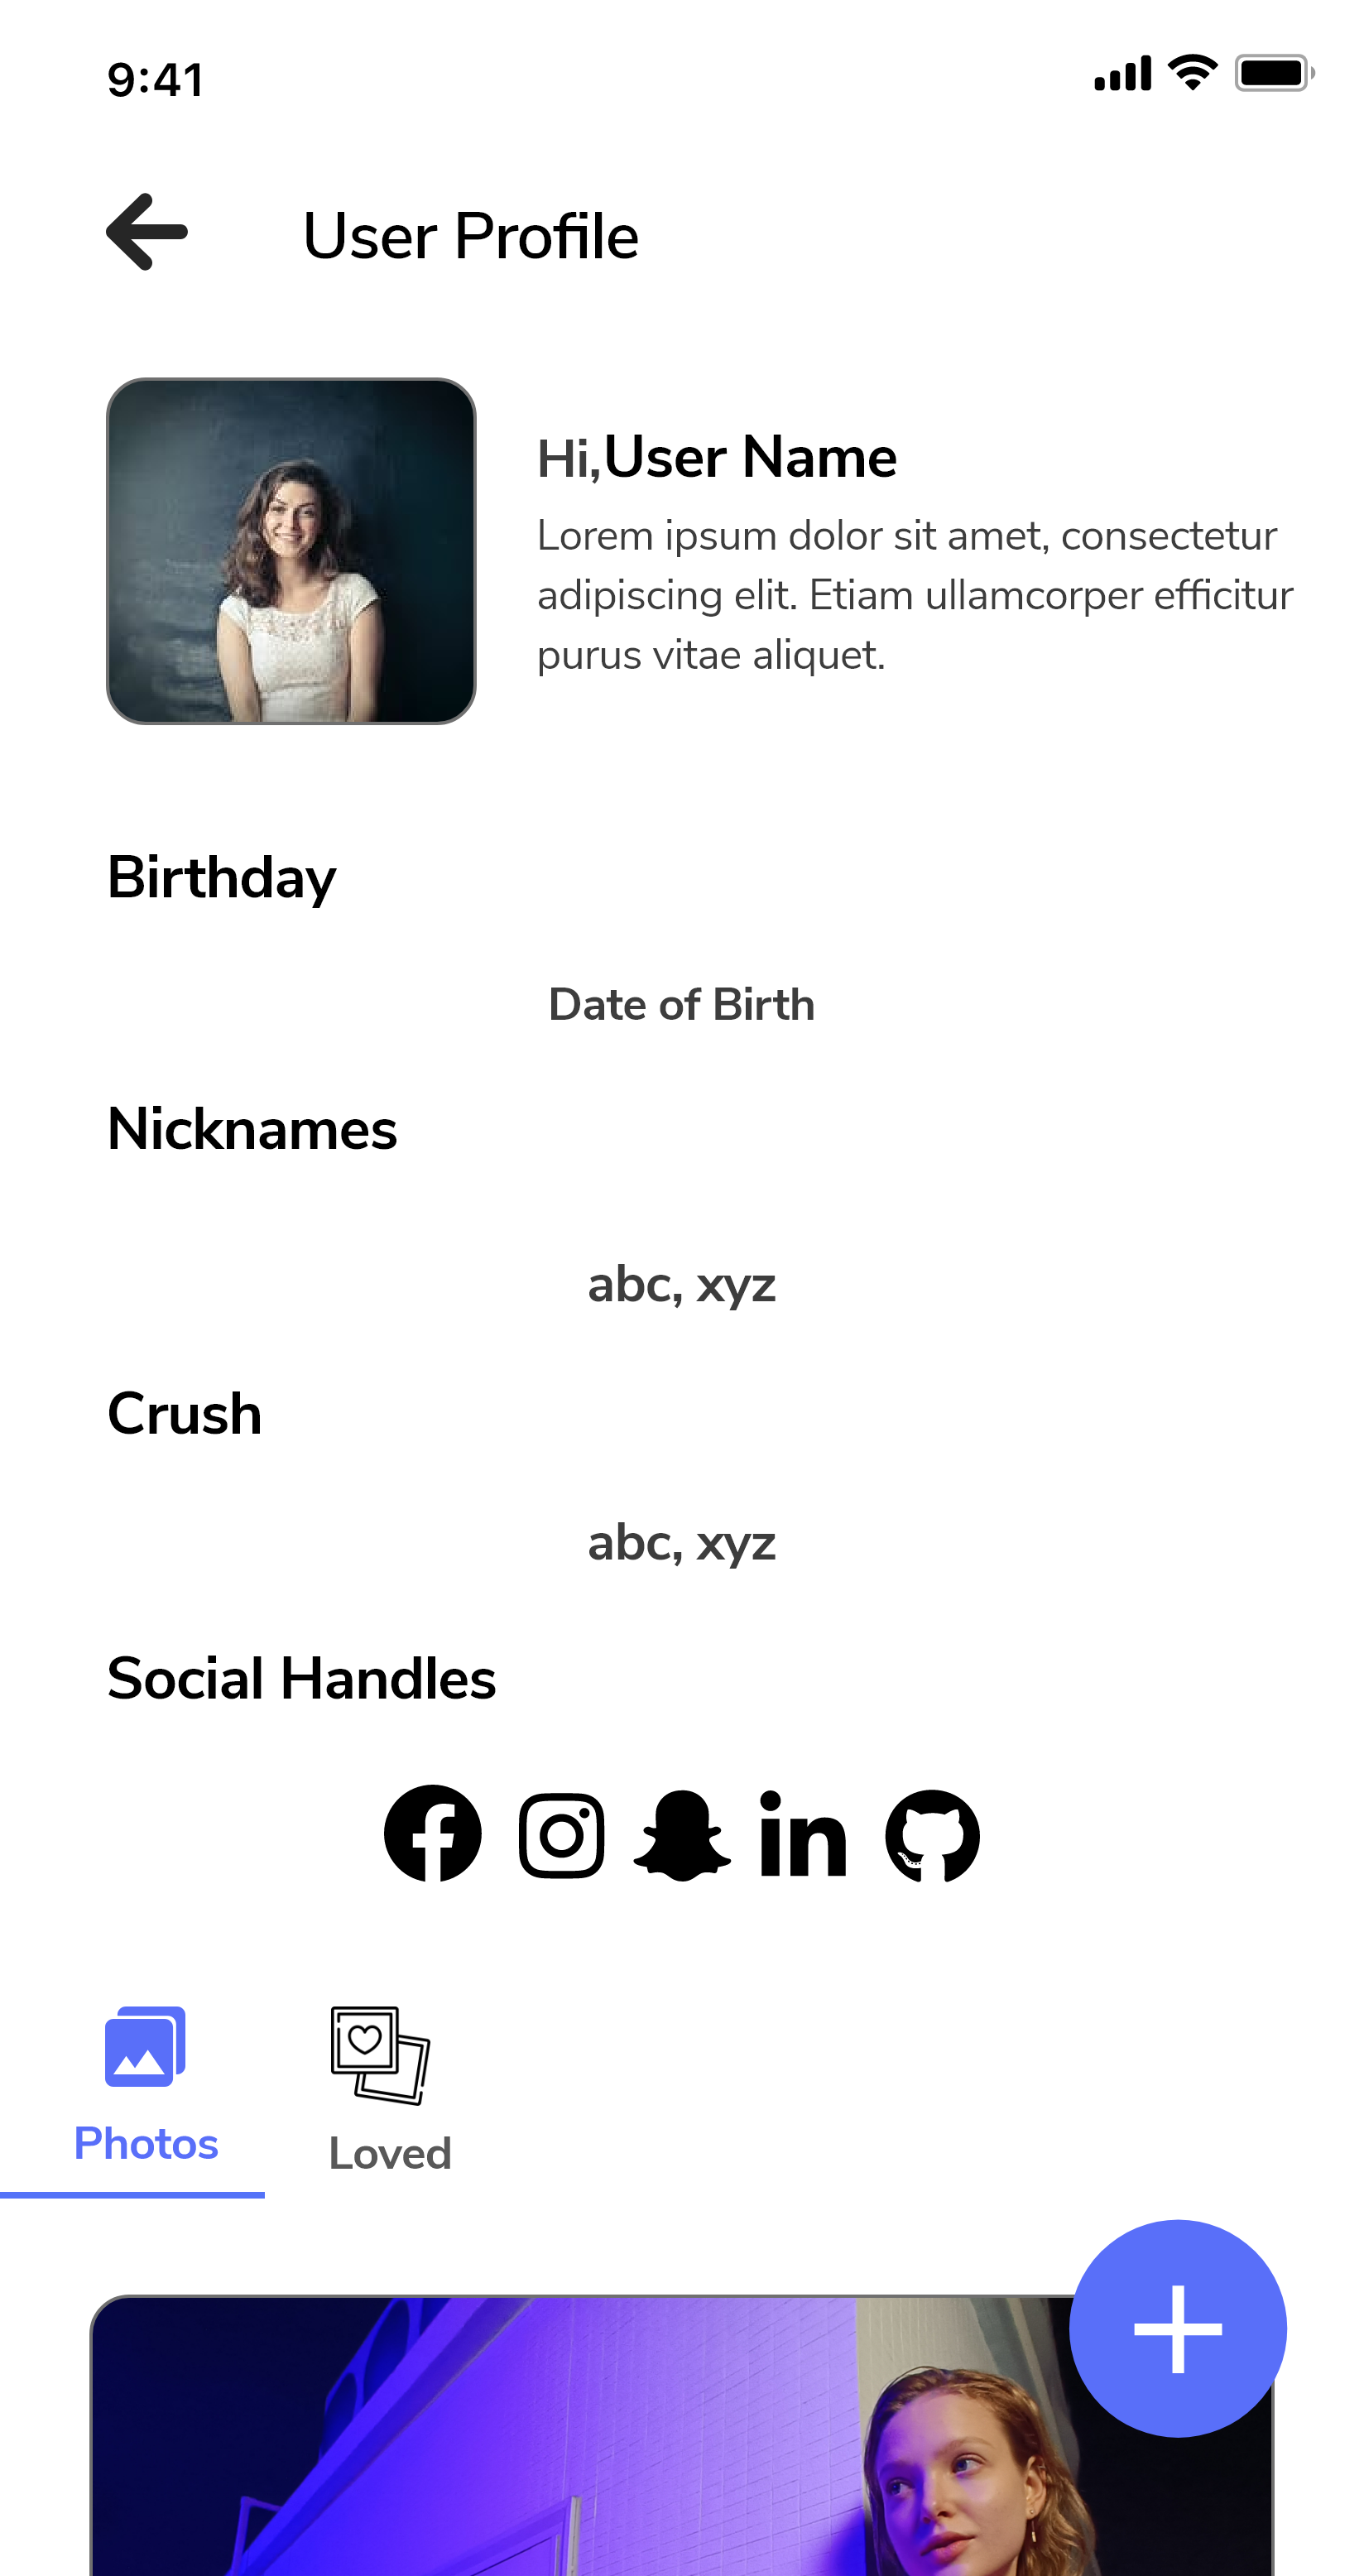 9:41
User Profile
Hi,User Name
Lorem ipsum dolor sit amet, consectetur
adipiscing elit. Etiam ullamcorper efficitur
purus vitae aliquet.
Birthday
Date of Birth
Nicknames
abc, xyz
Crush
abc, xyz
Social Handles
Photos
Loved